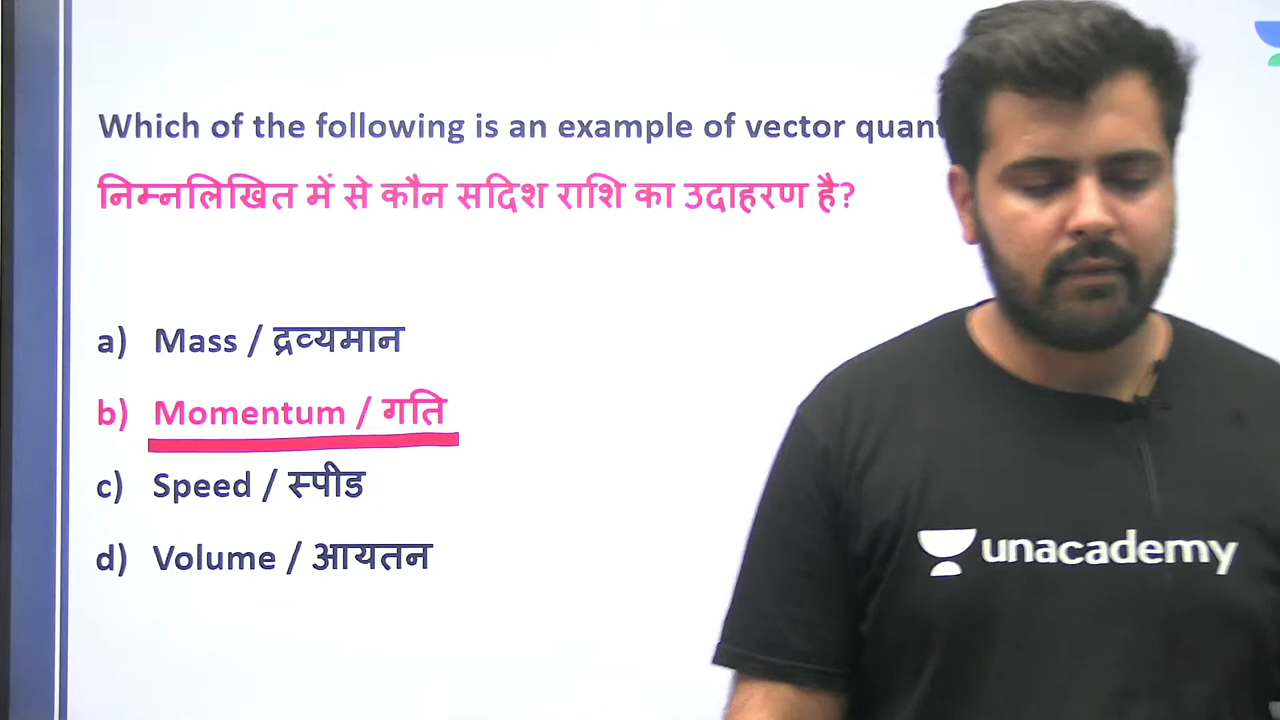 Which of the following is an example of vector
निम्नलिखित में से कौन सदिश राशि का उदाहरण है?
a) Mass / द्रव्यमान
b) Momentum / गति
c) Speed / स्पीड
d) Volume / आयतन
unacademy